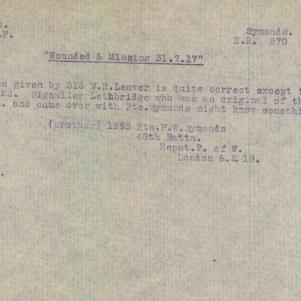 s.
Symonds.
.F.
H.R. 570
"Wounded & Missing 31.7.17"
on given by 516 W.R.Leaver is quite correct except t
823. Signaller Lethbridge who was an original of th
. and came over with Pte.Symonds might know somethi
(brother) 1993 Pte.F.W.Symonds
48th Battn.
Repat.P. of W.
London 6.2.18.